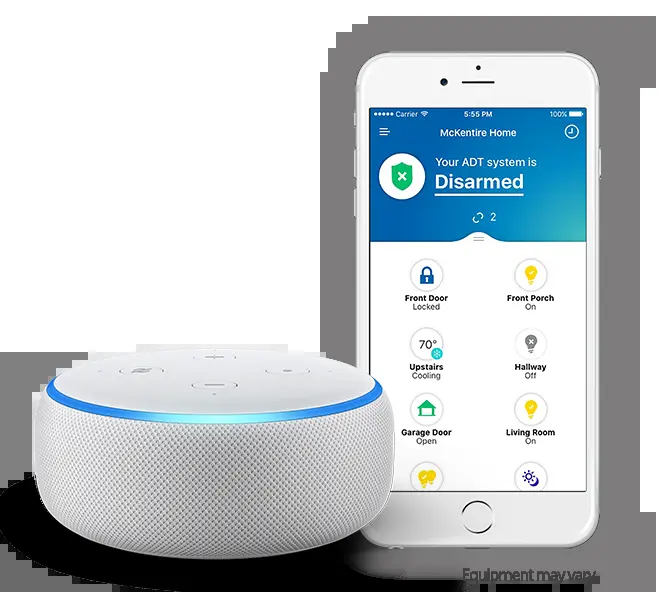 Carrier 5:55 PM 100%
McKentire Home
Your ADT system is
Disarmed
2
Front Door
Locked
Front Porch
On
70°
Upstairs
Cooling
Hallway
Off
Garage Door
Open
Living Room
On
Equipment may vary.